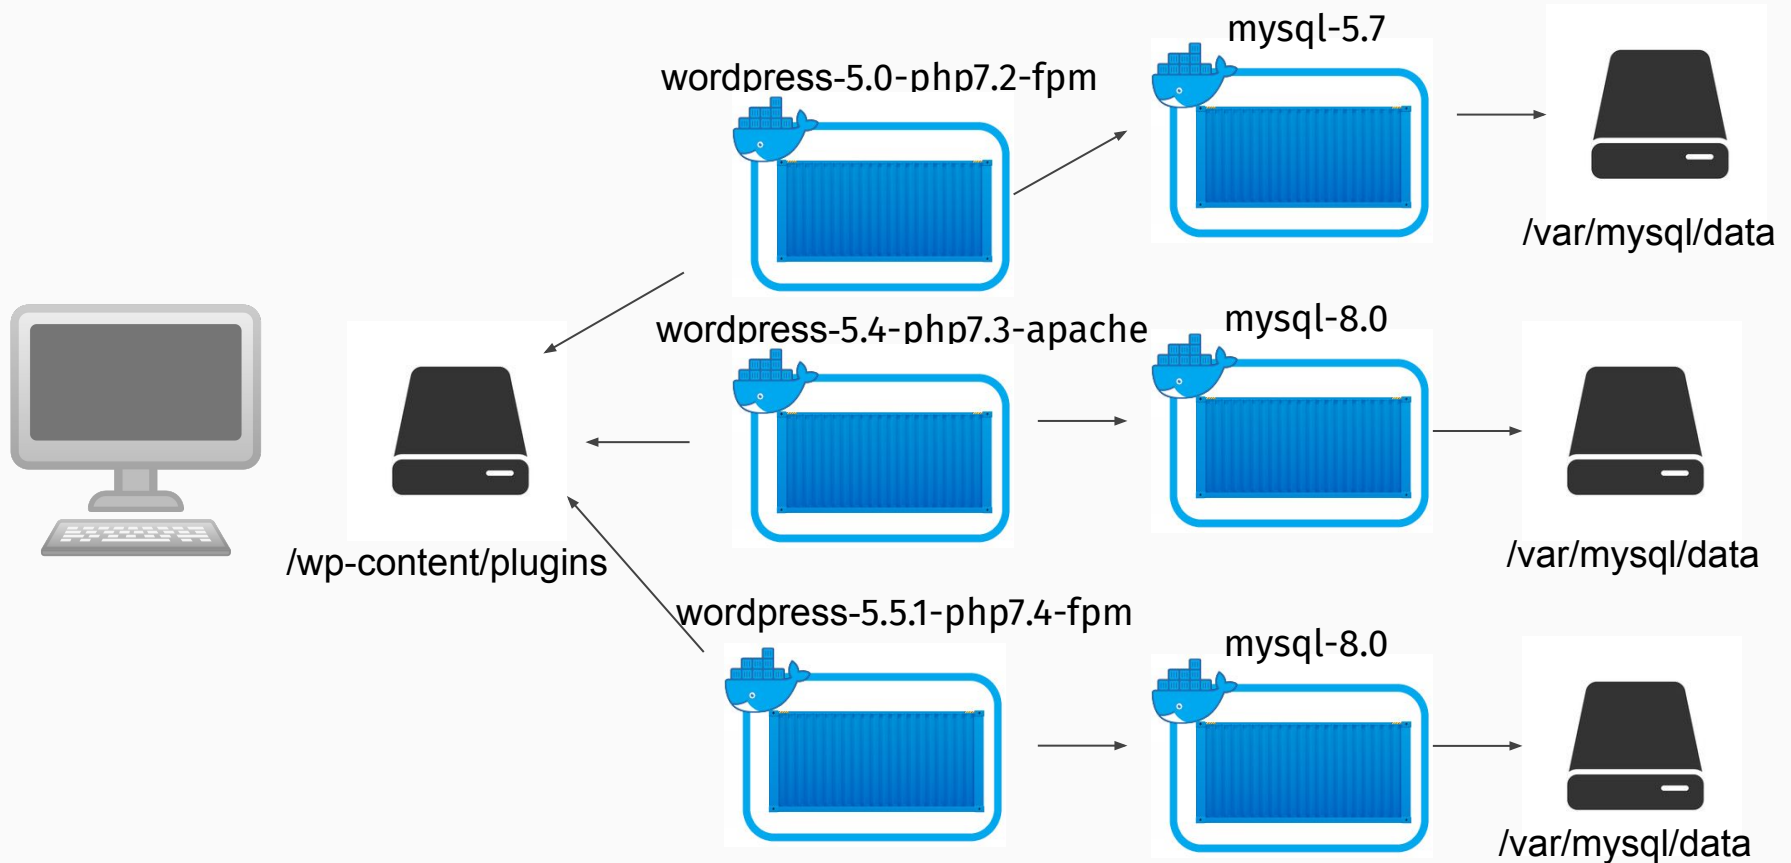 mysql-5.7
wordpress-5.0-php7.2-fpm
/var/mysql/data
wordpress-5.4-php7.3-apache
mysql-8.0
/wp-content/plugins
/var/mysql/data
wordpress-5.5.1-php7.4-fpm
mysql-8.0
/var/mysql/data